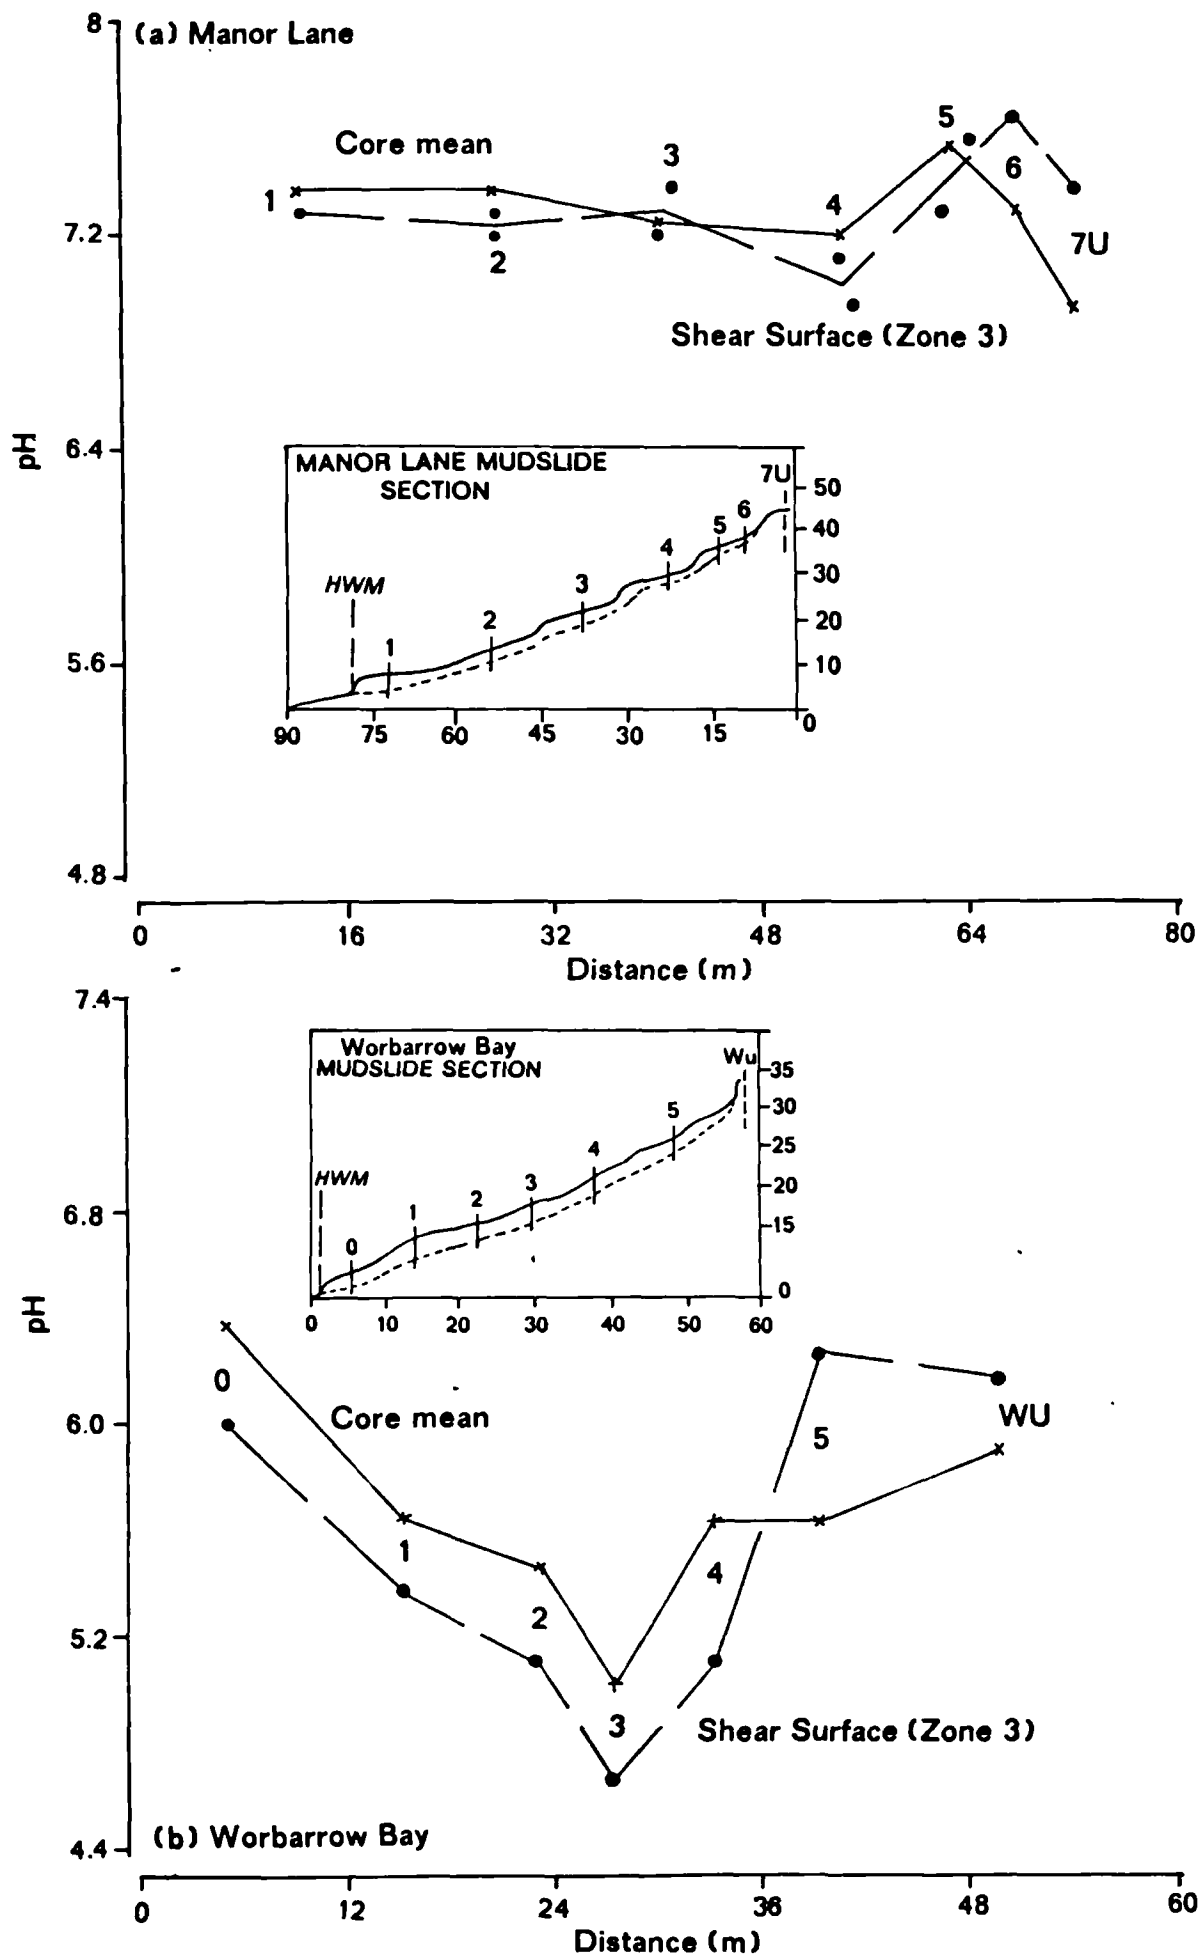 8
(a) Manor Lane
Core mean
1
2
3
4
5
6
7U
7.2
Shear Surface (Zone 3)
pH
6.4
MANOR LANE MUDSLIDE
SECTION
7U
50
40
30
20
10
0
HWM
1
2
3
4
5
6
90 75 60 45 30 15
5.6
4.8
0 16 32 48 64 80
Distance (m)
7.4
Worbarrow Bay
MUDSLIDE SECTION
Wu
35
30
25
20
15
0
HWM
0
1
2
3
4
5
0 10 20 30 40 50 60
6.8
pH
6.0
0
Core mean
1
2
3
4
5
WU
5.2
Shear Surface (Zone 3)
(b) Worbarrow Bay
4.4
0 12 24 36 48 60
Distance (m)